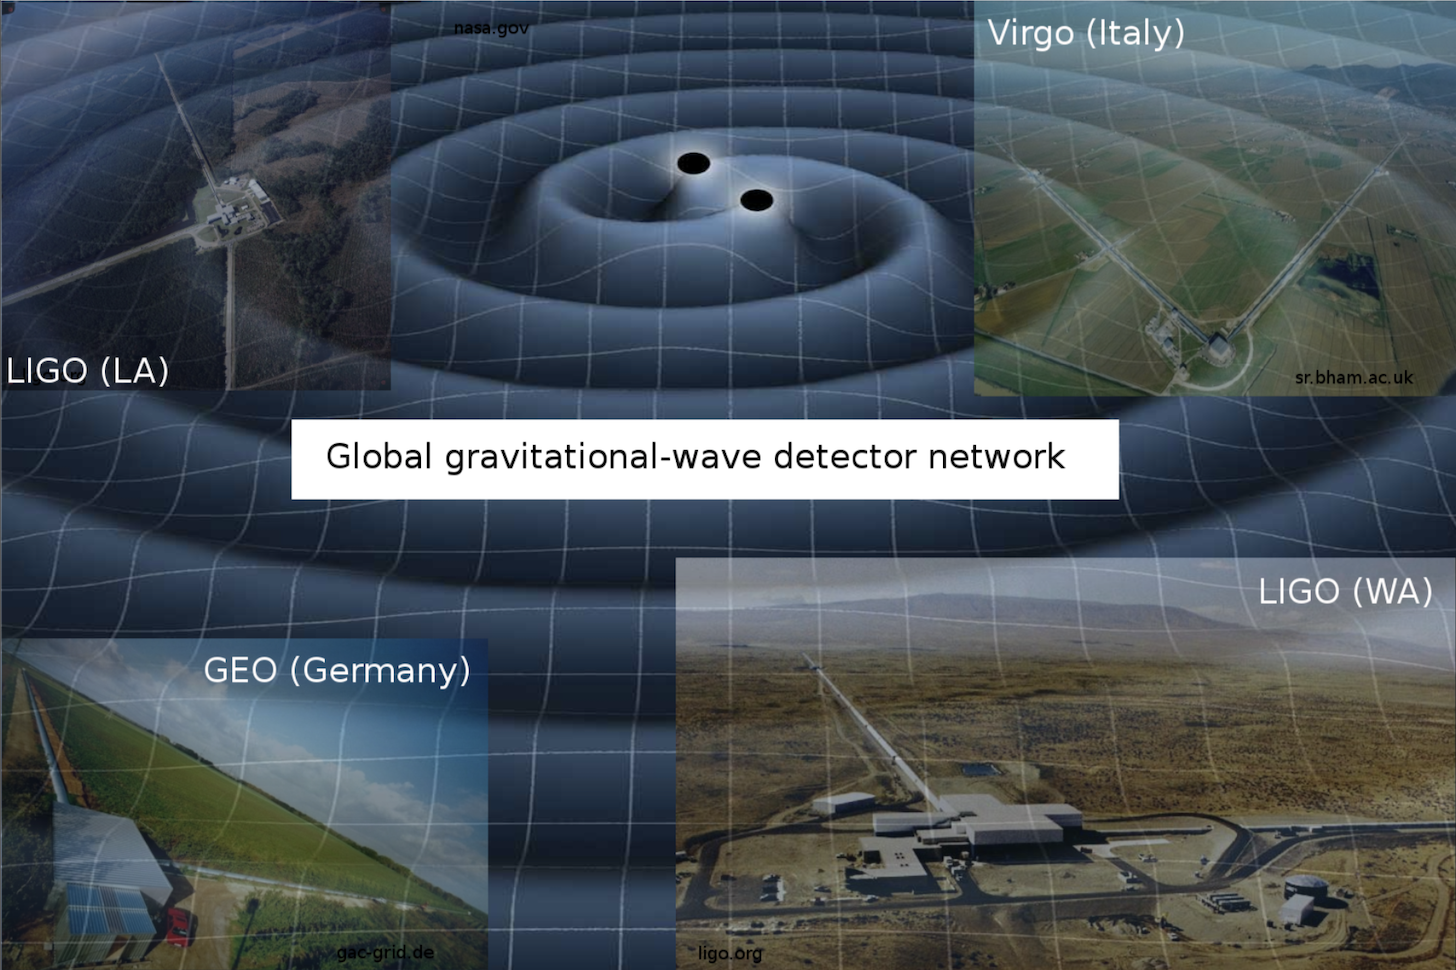 nasa.gov
Virgo (Italy)
LIGO (LA)
sr.bham.ac.uk
Global gravitational-wave detector network
LIGO (WA)
GEO (Germany)
gac-grid.de
ligo.org